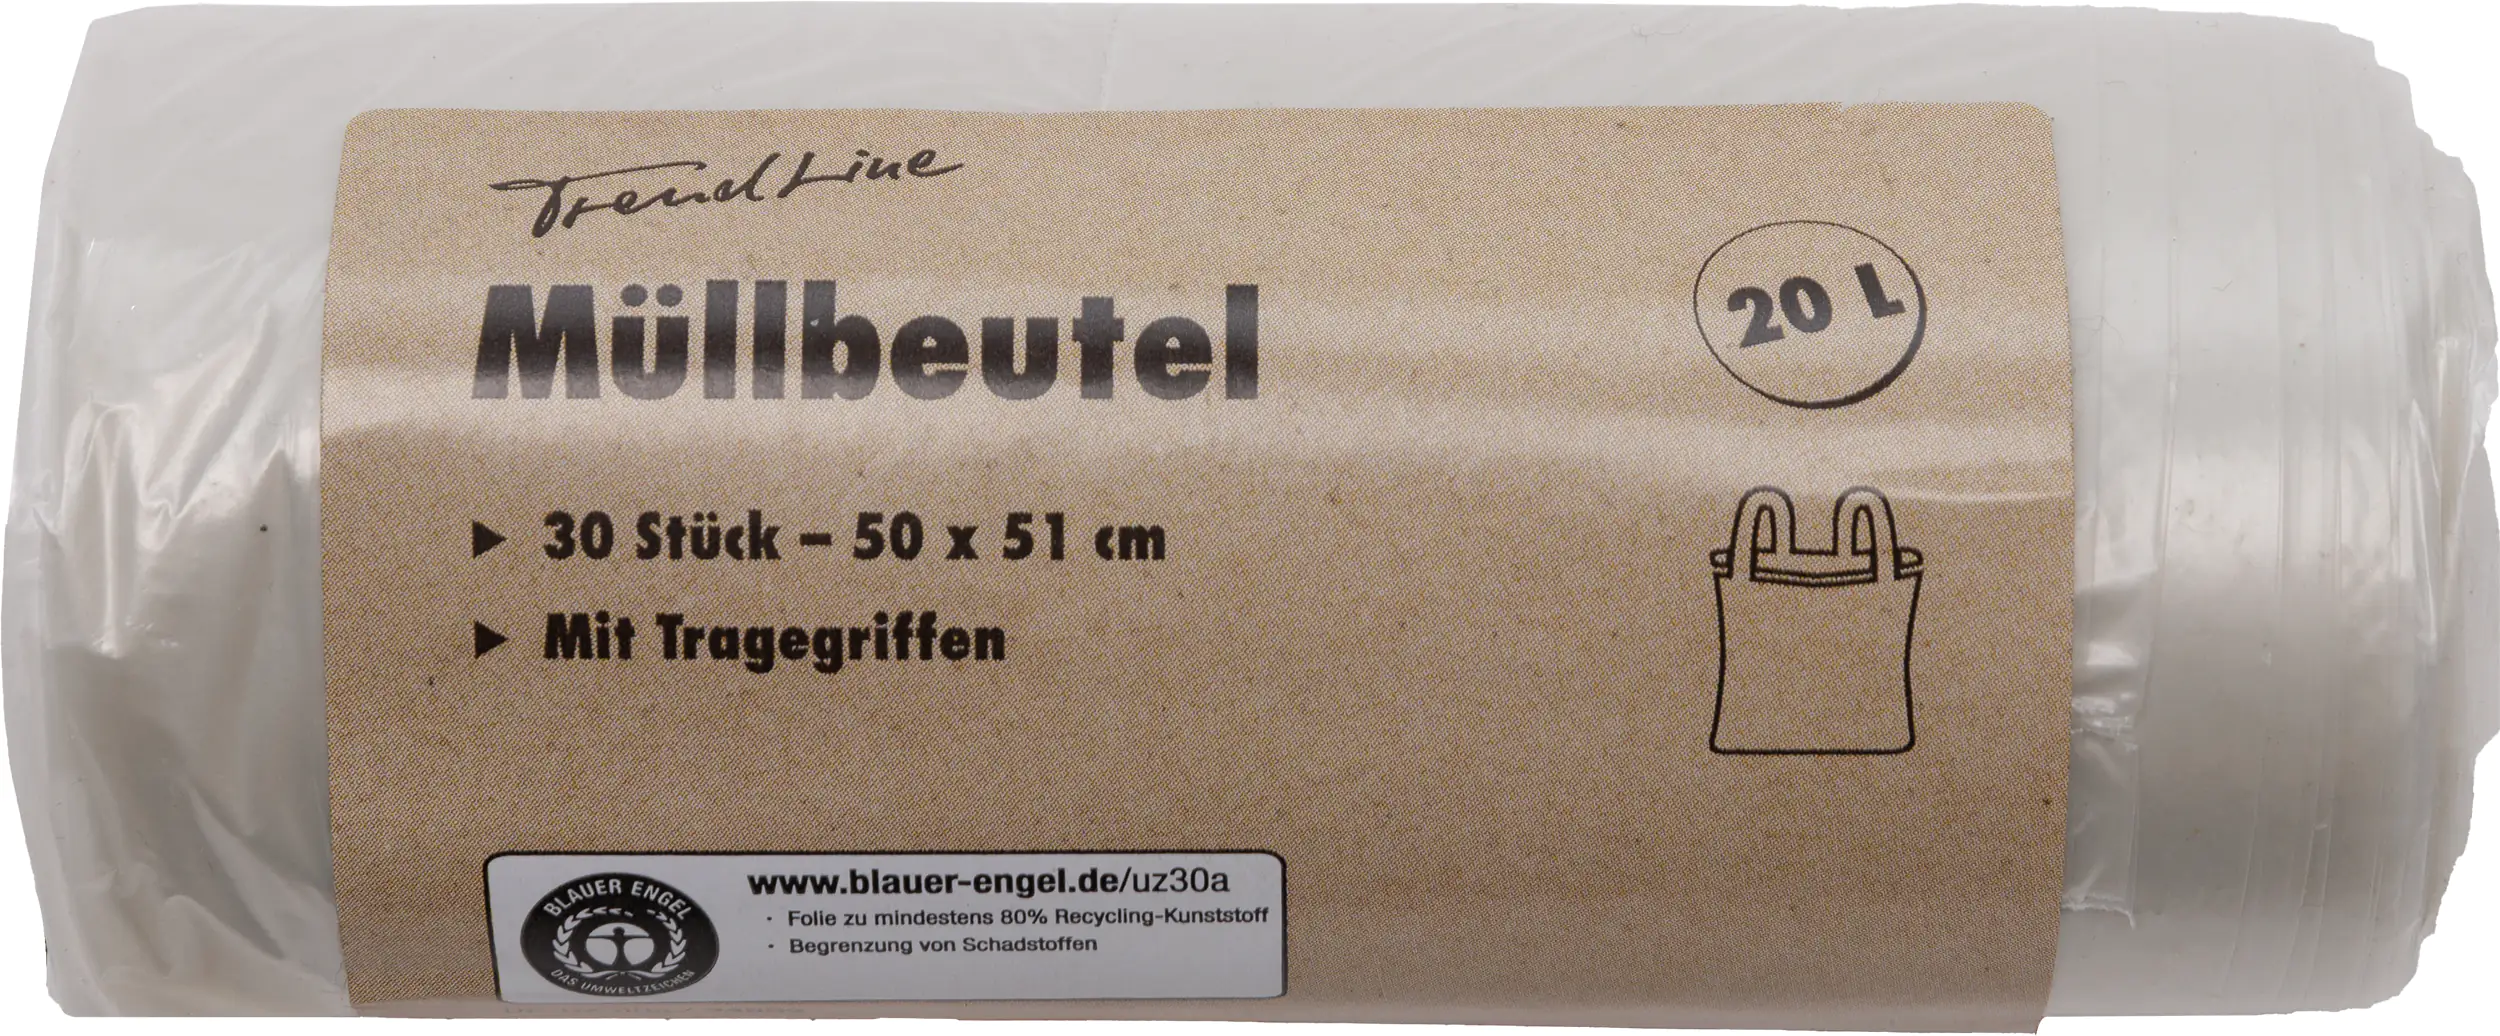 TrendLine
Müllbeutel
20 L
▶ 30 Stück – 50 x 51 cm
▶ Mit Tragegriffen
BLAUER ENGEL
DAS UMWELTZEICHEN
www.blauer-engel.de/uz30a
· Folie zu mindestens 80% Recycling-Kunststoff
· Begrenzung von Schadstoffen